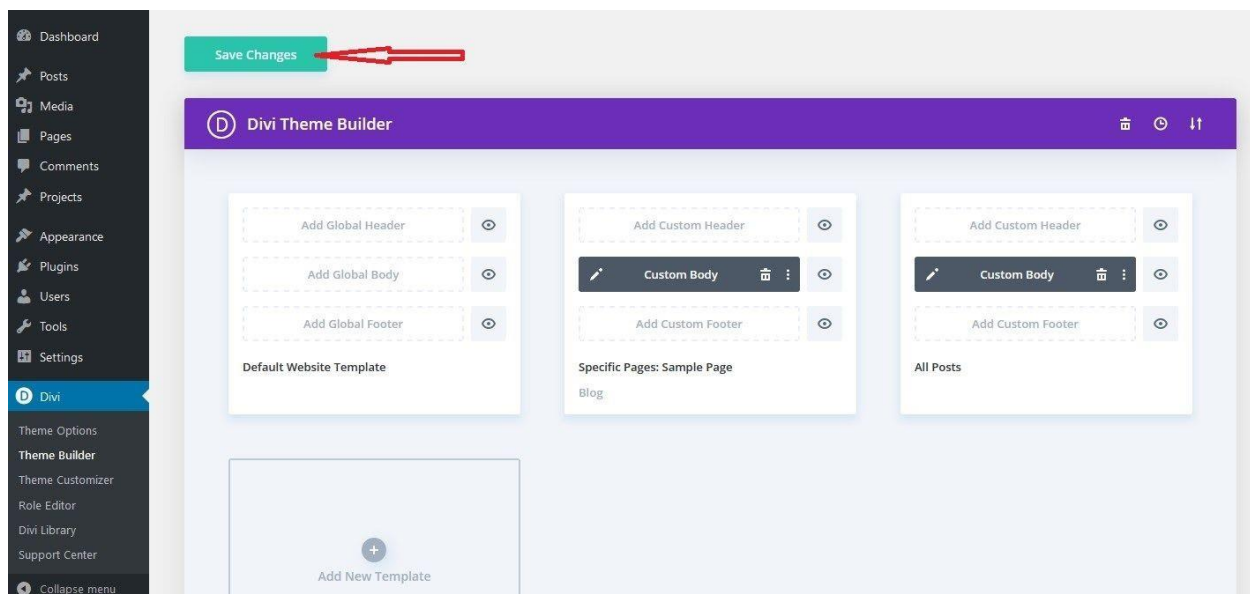 Dashboard
Posts
Media
Pages
Comments
Projects
Appearance
Plugins
Users
Tools
Settings
Divi
Theme Options
Theme Builder
Theme Customizer
Role Editor
Divi Library
Support Center
Collapse menu
Save Changes
Divi Theme Builder
Add Global Header
Add Global Body
Add Global Footer
Default Website Template
Add Custom Header
Custom Body
Add Custom Footer
Specific Pages: Sample Page
Blog
Add Custom Header
Custom Body
Add Custom Footer
All Posts
Add New Template